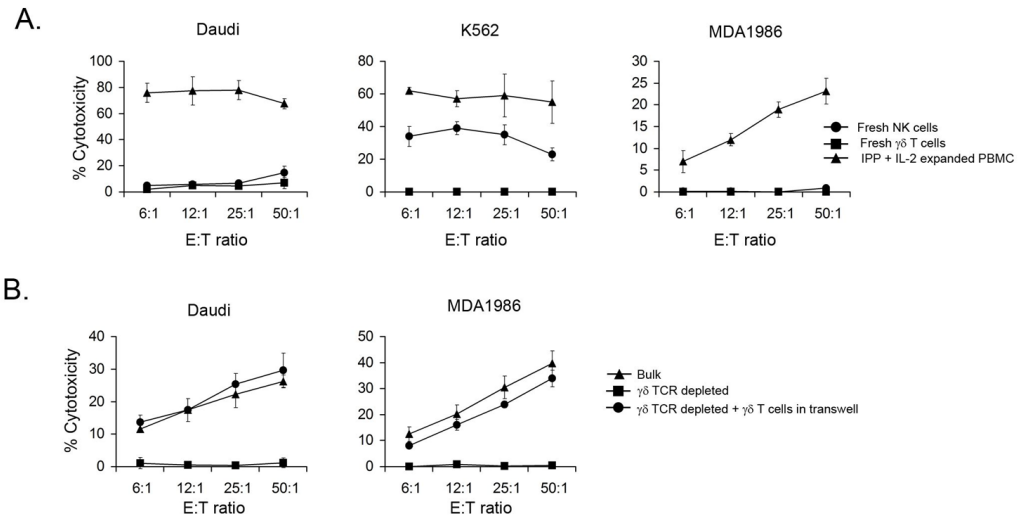 A.
Daudi
K562
MDA1986
% Cytotoxicity
100
80
60
40
20
0
6:1 12:1 25:1 50:1
E:T ratio
80
60
40
20
0
6:1 12:1 25:1 50:1
E:T ratio
30
25
20
15
10
5
0
6:1 12:1 25:1 50:1
E:T ratio
Fresh NK cells
Fresh γδ T cells
IPP + IL-2 expanded PBMC
B.
Daudi
MDA1986
% Cytotoxicity
40
30
20
10
0
6:1 12:1 25:1 50:1
E:T ratio
50
40
30
20
10
0
6:1 12:1 25:1 50:1
E:T ratio
Bulk
γδ TCR depleted
γδ TCR depleted + γδ T cells in transwell